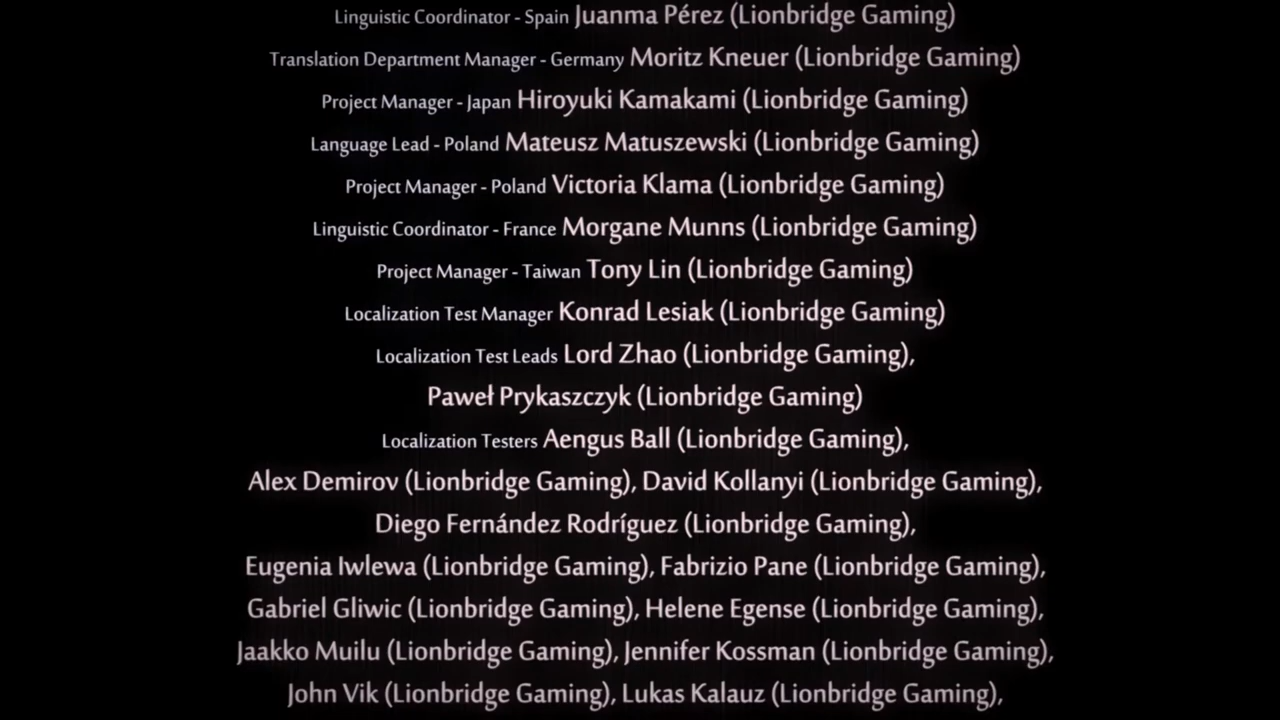 Linguistic Coordinator - Spain Juanma Pérez (Lionbridge Gaming)
Translation Department Manager - Germany Moritz Kneuer (Lionbridge Gaming)
Project Manager - Japan Hiroyuki Kamakami (Lionbridge Gaming)
Language Lead - Poland Mateusz Matuszewski (Lionbridge Gaming)
Project Manager - Poland Victoria Klama (Lionbridge Gaming)
Linguistic Coordinator - France Morgane Munns (Lionbridge Gaming)
Project Manager - Taiwan Tony Lin (Lionbridge Gaming)
Localization Test Manager Konrad Lesiak (Lionbridge Gaming)
Localization Test Leads Lord Zhao (Lionbridge Gaming),
Paweł Prykaszczyk (Lionbridge Gaming)
Localization Testers Aengus Ball (Lionbridge Gaming),
Alex Demirov (Lionbridge Gaming), David Kollanyi (Lionbridge Gaming),
Diego Fernández Rodríguez (Lionbridge Gaming),
Eugenia Iwlewa (Lionbridge Gaming), Fabrizio Pane (Lionbridge Gaming),
Gabriel Gliwic (Lionbridge Gaming), Helene Egense (Lionbridge Gaming),
Jaakko Muilu (Lionbridge Gaming), Jennifer Kossman (Lionbridge Gaming),
John Vik (Lionbridge Gaming), Lukas Kalauz (Lionbridge Gaming),